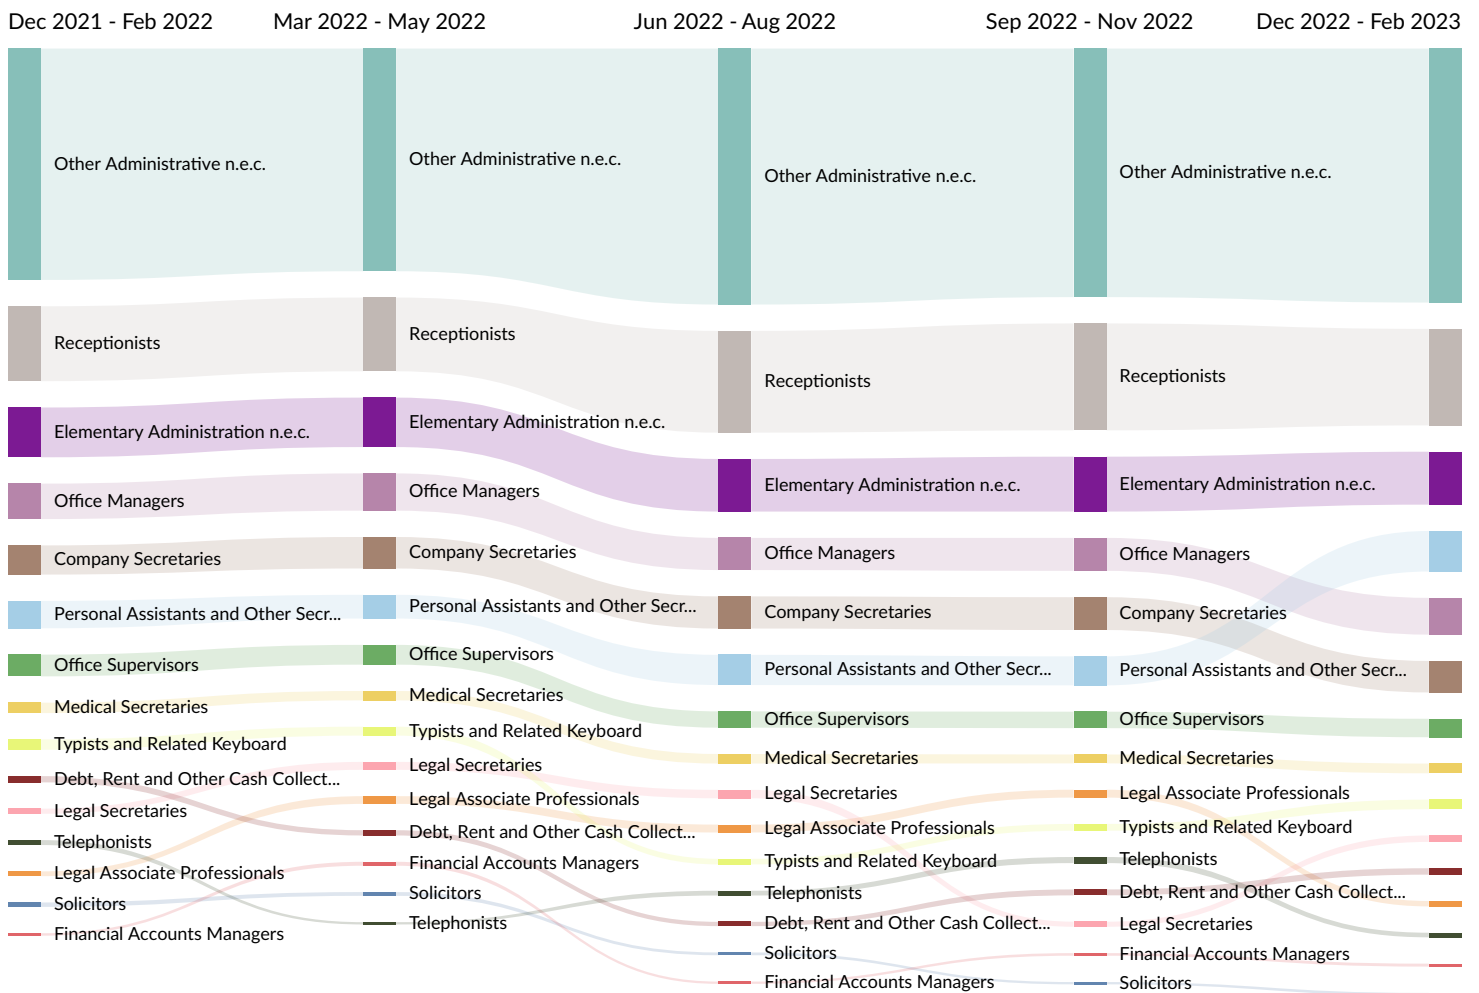 Dec 2021 - Feb 2022
Mar 2022 - May 2022
Jun 2022 - Aug 2022
Sep 2022 - Nov 2022
Dec 2022 - Feb 2023
Other Administrative n.e.c.
Receptionists
Elementary Administration n.e.c.
Office Managers
Company Secretaries
Personal Assistants and Other Secr...
Office Supervisors
Medical Secretaries
Typists and Related Keyboard
Debt, Rent and Other Cash Collect...
Legal Secretaries
Telephonists
Legal Associate Professionals
Solicitors
Financial Accounts Managers
Other Administrative n.e.c.
Receptionists
Elementary Administration n.e.c.
Office Managers
Company Secretaries
Personal Assistants and Other Secr...
Office Supervisors
Medical Secretaries
Typists and Related Keyboard
Legal Secretaries
Legal Associate Professionals
Debt, Rent and Other Cash Collect...
Financial Accounts Managers
Solicitors
Telephonists
Other Administrative n.e.c.
Receptionists
Elementary Administration n.e.c.
Office Managers
Company Secretaries
Personal Assistants and Other Secr...
Office Supervisors
Medical Secretaries
Legal Secretaries
Legal Associate Professionals
Typists and Related Keyboard
Telephonists
Debt, Rent and Other Cash Collect...
Solicitors
Financial Accounts Managers
Other Administrative n.e.c.
Receptionists
Elementary Administration n.e.c.
Office Managers
Company Secretaries
Personal Assistants and Other Secr...
Office Supervisors
Medical Secretaries
Legal Associate Professionals
Typists and Related Keyboard
Telephonists
Debt, Rent and Other Cash Collect...
Legal Secretaries
Financial Accounts Managers
Solicitors